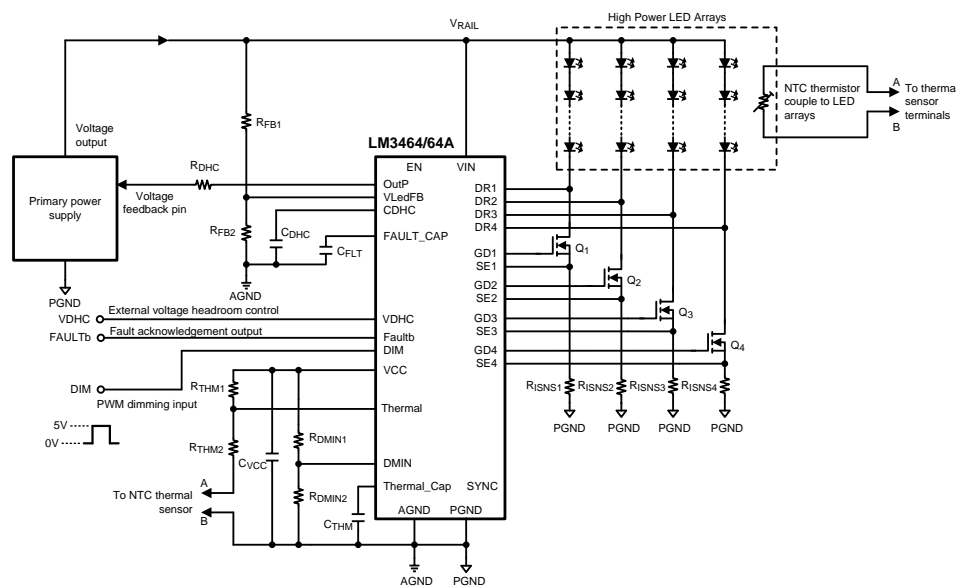 High Power LED Arrays
VRAIL
A
To therma
sensor
terminals
B
NTC thermistor
couple to LED
arrays
Voltage
output
RFB1
LM3464/64A
EN
VIN
RDHC
Primary power
supply
Voltage
feedback pin
OutP
VLedFB
CDHC
FAULT_CAP
RFB2
CDHC
CFLT
AGND
PGND
DR1
DR2
DR3
DR4
GD1
SE1
GD2
SE2
GD3
SE3
GD4
SE4
Q1
Q2
Q3
Q4
VDHC
External voltage headroom control
VDHC
FAULTb
Fault acknowledgement output
Faultb
DIM
DIM
PWM dimming input
VCC
RTHM1
Thermal
5V
0V
RTHM2
CVCC
RDMIN1
DMIN
RDMIN2
RISNS1
RISNS2
RISNS3
RISNS4
PGND
PGND
PGND
PGND
Thermal_Cap
SYNC
A
To NTC thermal
sensor
B
CTHM
AGND
PGND
AGND
PGND